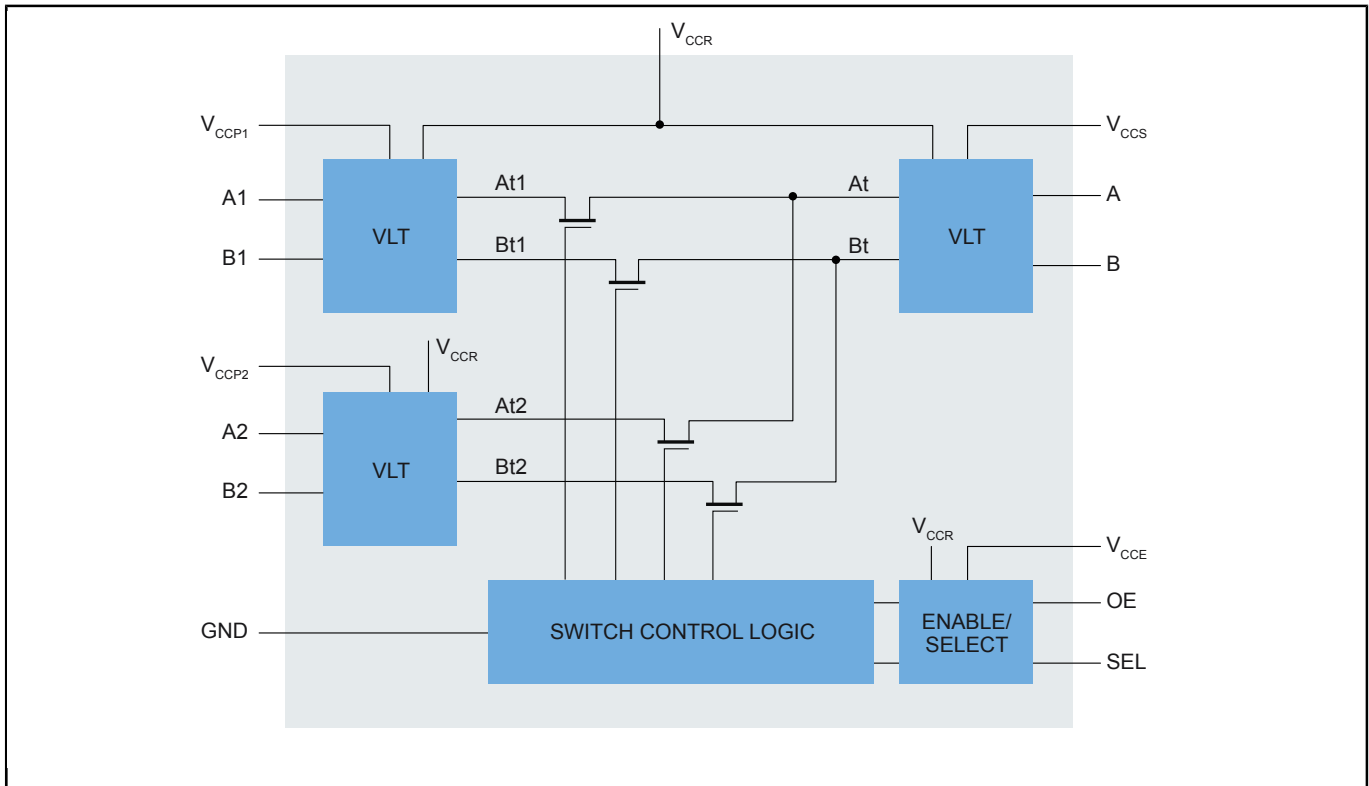 VCCR
VCCP1
VCCS
A1
At1
At
A
VLT
VLT
B1
Bt1
Bt
B
VCCP2
VCCR
A2
At2
VLT
B2
Bt2
VCCR
VCCE
GND
SWITCH CONTROL LOGIC
ENABLE/
SELECT
OE
SEL